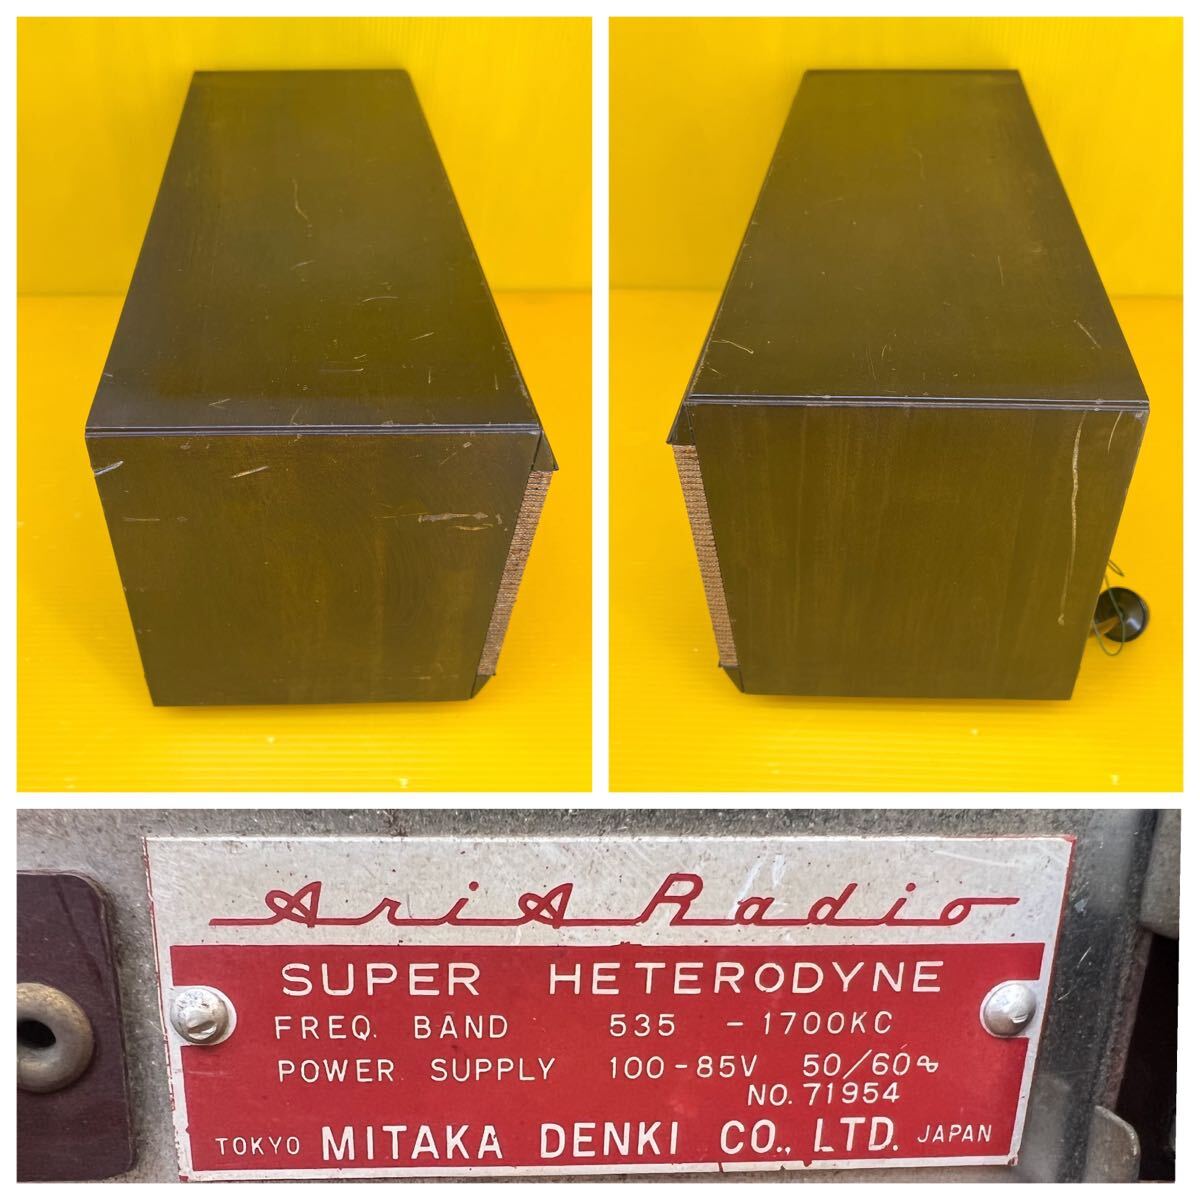 AriA Radio
SUPER HETERODYNE
FREQ. BAND 535 - 1700KC
POWER SUPPLY 100-85V 50/60∾
NO. 71954
TOKYO MITAKA DENKI CO., LTD. JAPAN